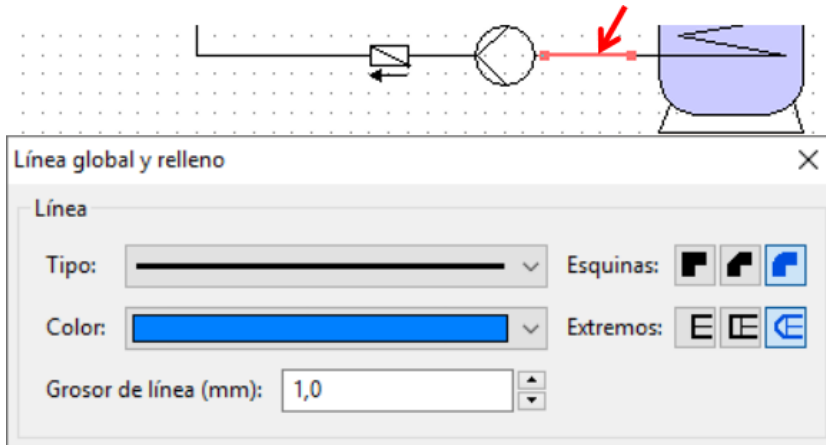 Línea global y relleno
Línea
Tipo: Esquinas:
Color: Extremos:
Grosor de línea (mm): 1,0